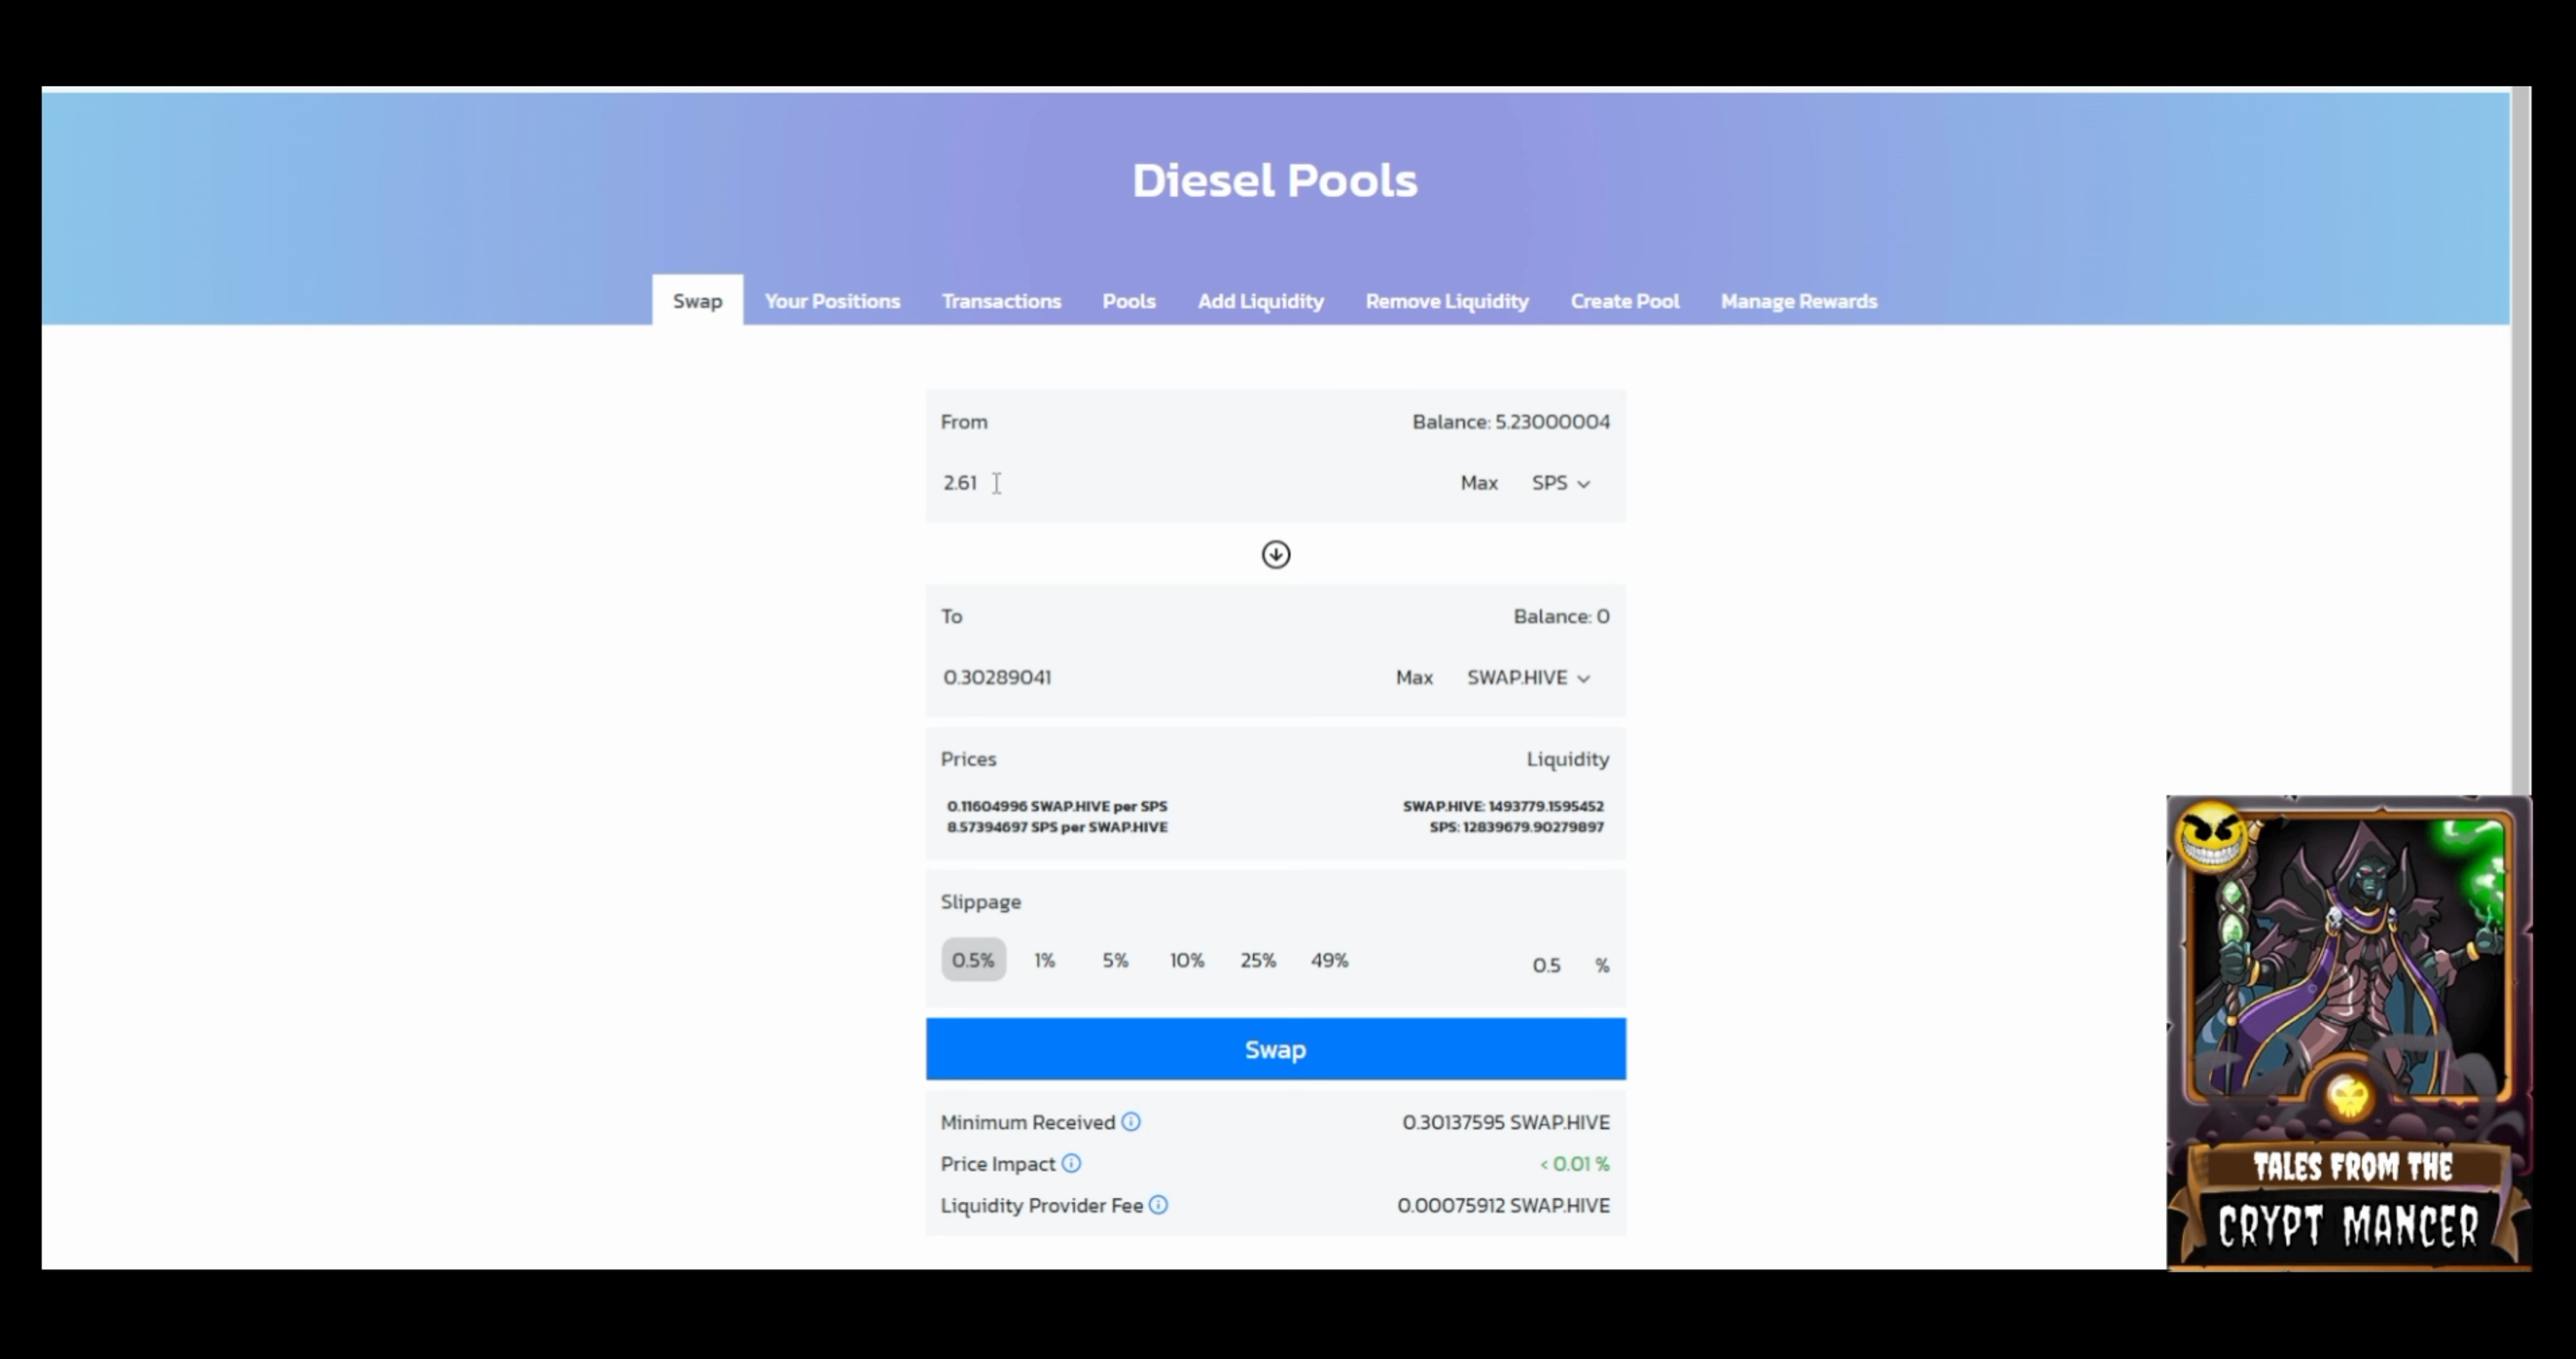 Diesel Pools
Swap Your Positions Transactions Pools Add Liquidity Remove Liquidity Create Pool Manage Rewards
From Balance: 5.23000004
2.61 Max SPS
To Balance: 0
0.30289041 Max SWAP.HIVE
Prices Liquidity
0.11604996 SWAP.HIVE per SPS SWAP.HIVE: 1493779.1595452
8.57394697 SPS per SWAP.HIVE SPS: 12839679.90279897
Slippage
0.5% 1% 5% 10% 25% 49% 0.5 %
Swap
Minimum Received 0.30137595 SWAP.HIVE
Price Impact < 0.01 %
Liquidity Provider Fee 0.00075912 SWAP.HIVE
TALES FROM THE
CRYPT MANCER